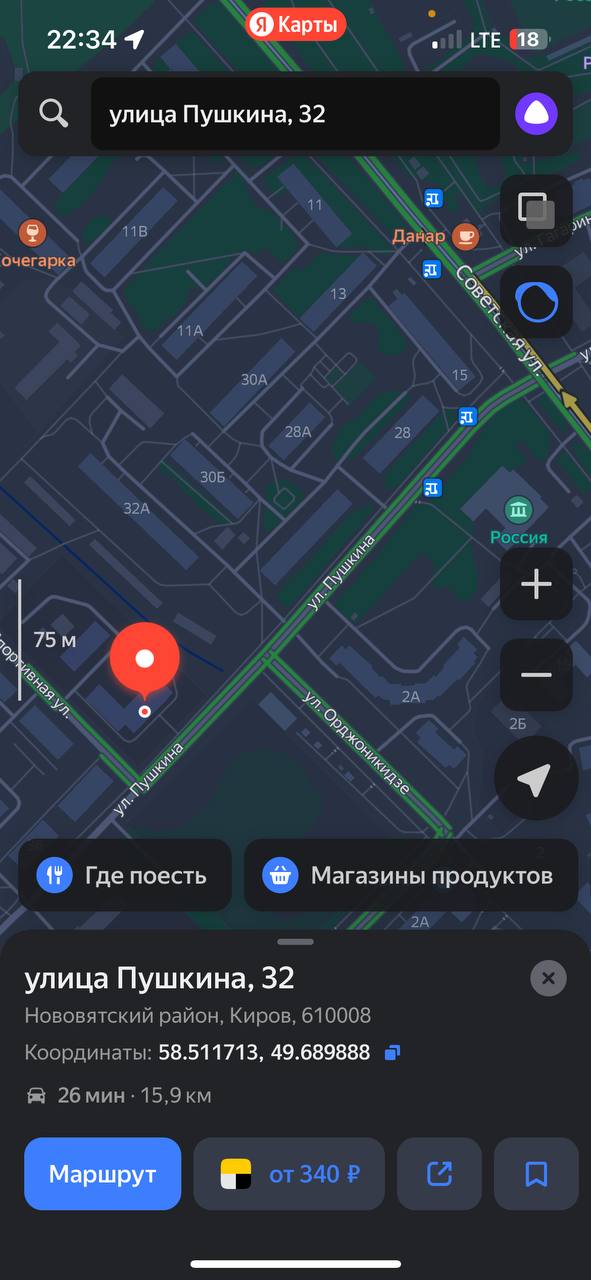 22:34
Я Карты
LTE 18
улица Пушкина, 32
11
11В
Данар
очегарка
13
Советская ул.
11А
15
30А
28А
28
30Б
32А
Россия
ул. Пушкина
75 м
портивная ул.
2А
ул. Орджоникидзе
2Б
ул. Пушкина
Где поесть
Магазины продуктов
2А
улица Пушкина, 32
Нововятский район, Киров, 610008
Координаты: 58.511713, 49.689888
26 мин · 15,9 км
Маршрут
от 340 ₽